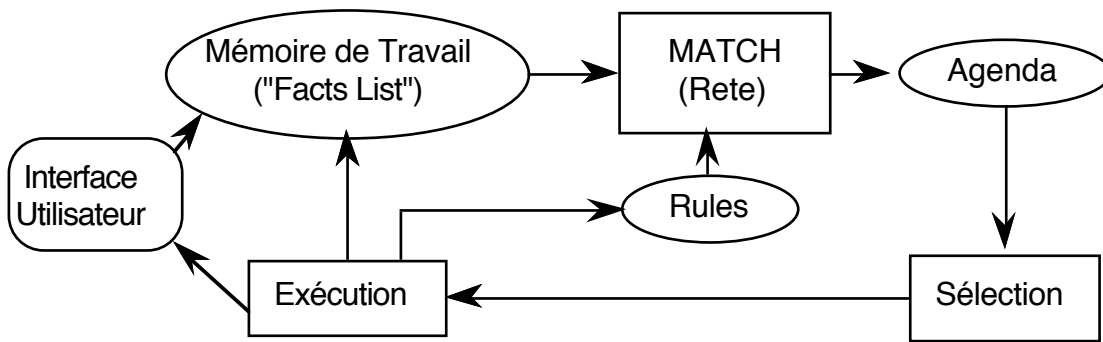 Mémoire de Travail
("Facts List")
MATCH
(Rete)
Agenda
Interface
Utilisateur
Rules
Exécution
Sélection